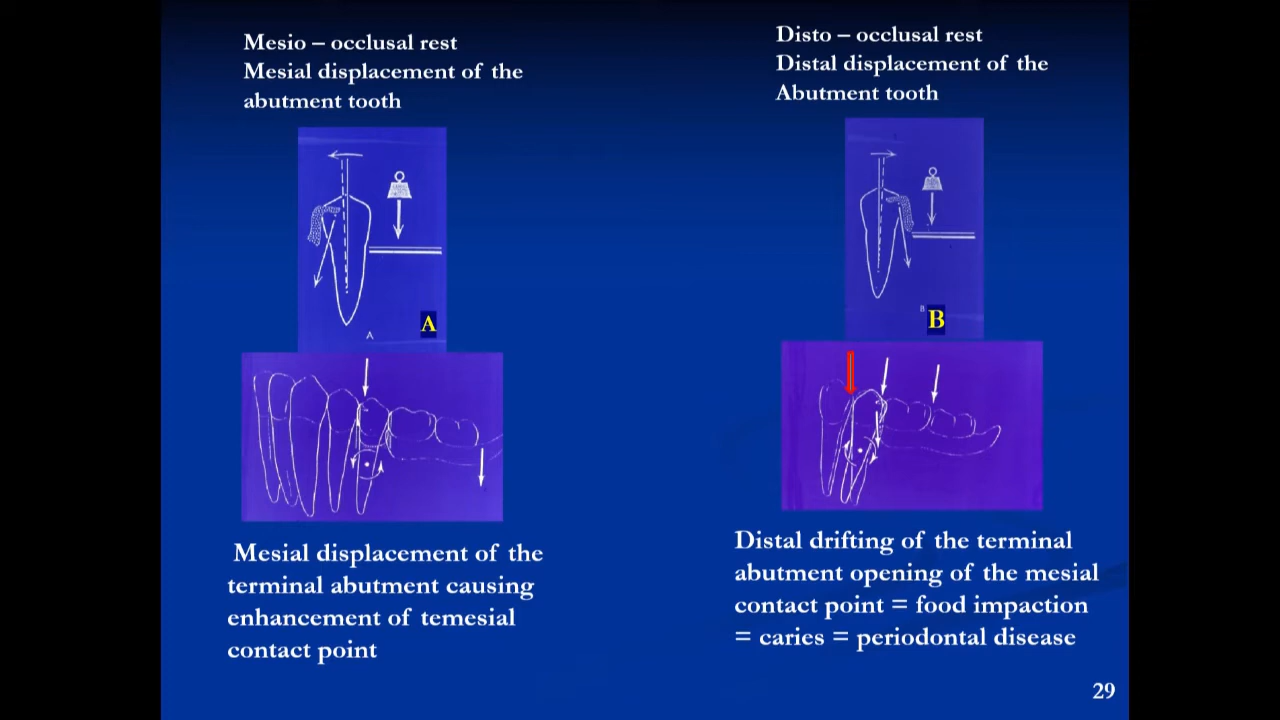 Mesio – occlusal rest
Mesial displacement of the
abutment tooth
A
A
Mesial displacement of the
terminal abutment causing
enhancement of temesial
contact point
Disto – occlusal rest
Distal displacement of the
Abutment tooth
B
B
Distal drifting of the terminal
abutment opening of the mesial
contact point = food impaction
= caries = periodontal disease
29